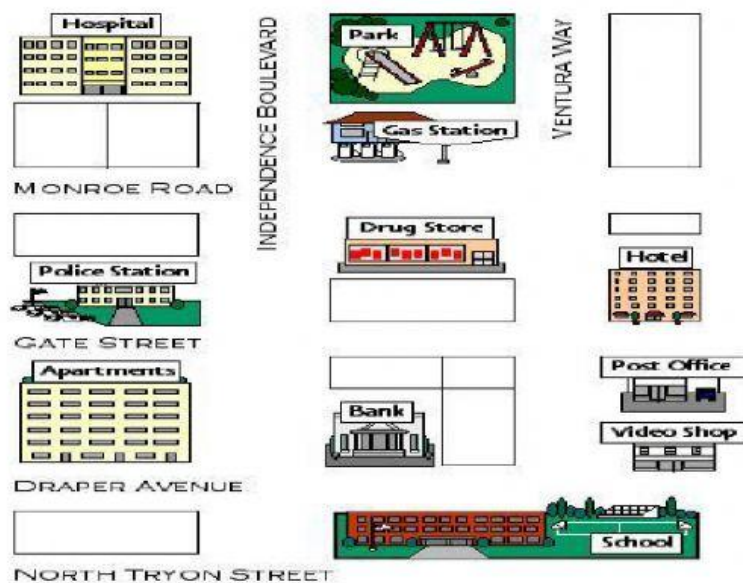 Hospital
INDEPENDENCE BOULEVARD
Park
VENTURA WAY
Gas Station
MONROE ROAD
Drug Store
Police Station
Hotel
GATE STREET
Apartments
Post Office
Bank
Video Shop
DRAPER AVENUE
School
NORTH TRYON STREET